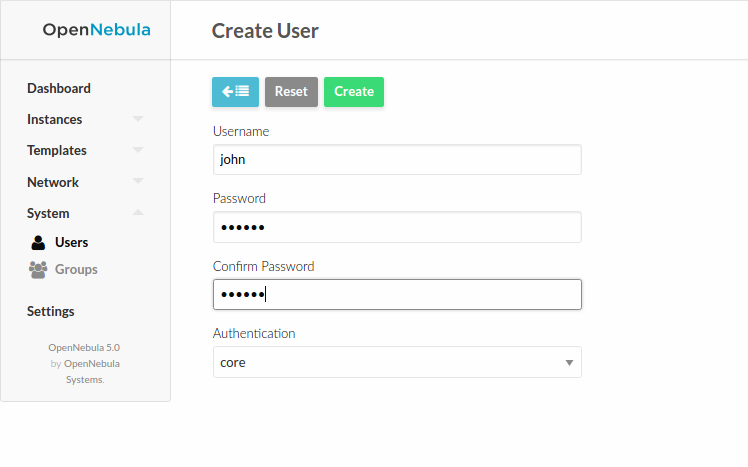 OpenNebula
Create User
Dashboard
Instances
Templates
Network
System
Users
Groups
Settings
OpenNebula 5.0
by OpenNebula
Systems.
Reset
Create
Username
john
Password
••••••
Confirm Password
••••••
Authentication
core